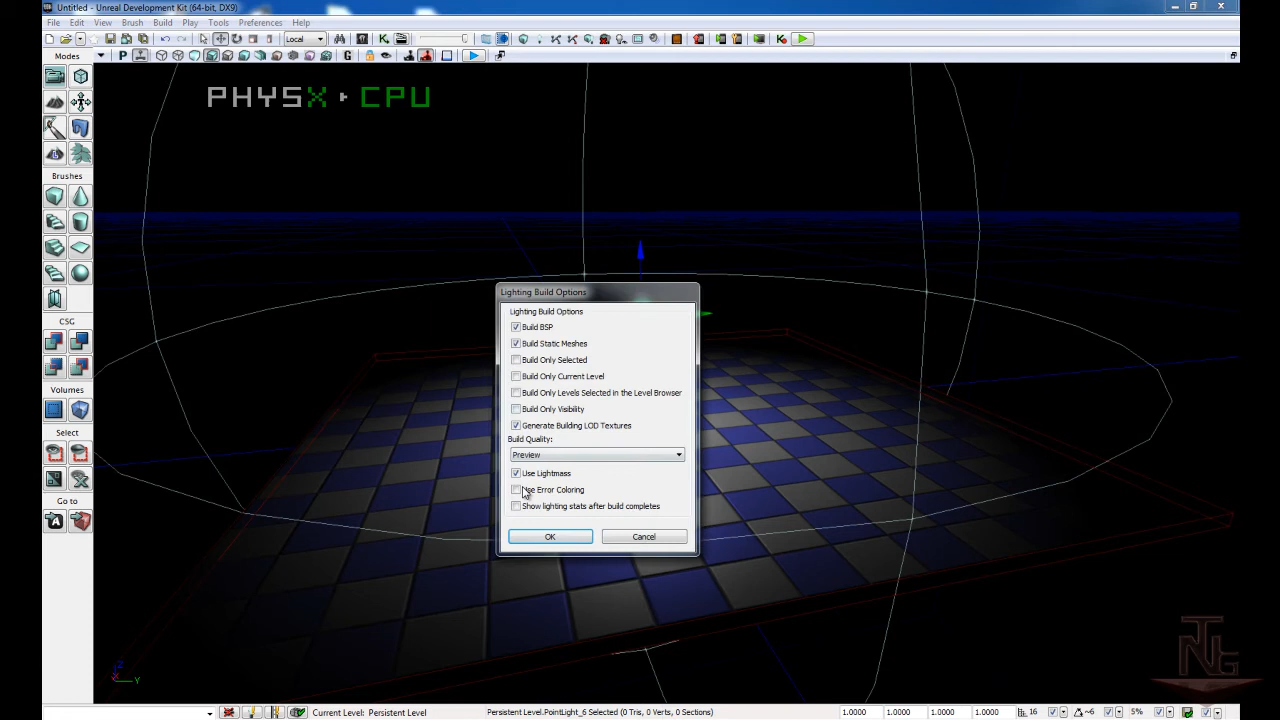 Untitled - Unreal Development Kit (64-bit, DX9)
File Edit View Brush Build Play Tools Preferences Help
Local
Modes
PHYSX CPU
Brushes
CSG
Volumes
Select
Go to
Lighting Build Options
Lighting Build Options
Build BSP
Build Static Meshes
Build Only Selected
Build Only Current Level
Build Only Levels Selected in the Level Browser
Build Only Visibility
Generate Building LOD Textures
Build Quality:
Preview
Use Lightmass
Use Error Coloring
Show lighting stats after build completes
OK Cancel
Z
X Y
Current Level: Persistent Level Persistent Level.PointLight_6 Selected (0 Tris, 0 Verts, 0 Sections) 1.0000 1.0000 1.0000 1.0000 16 ~6 5%